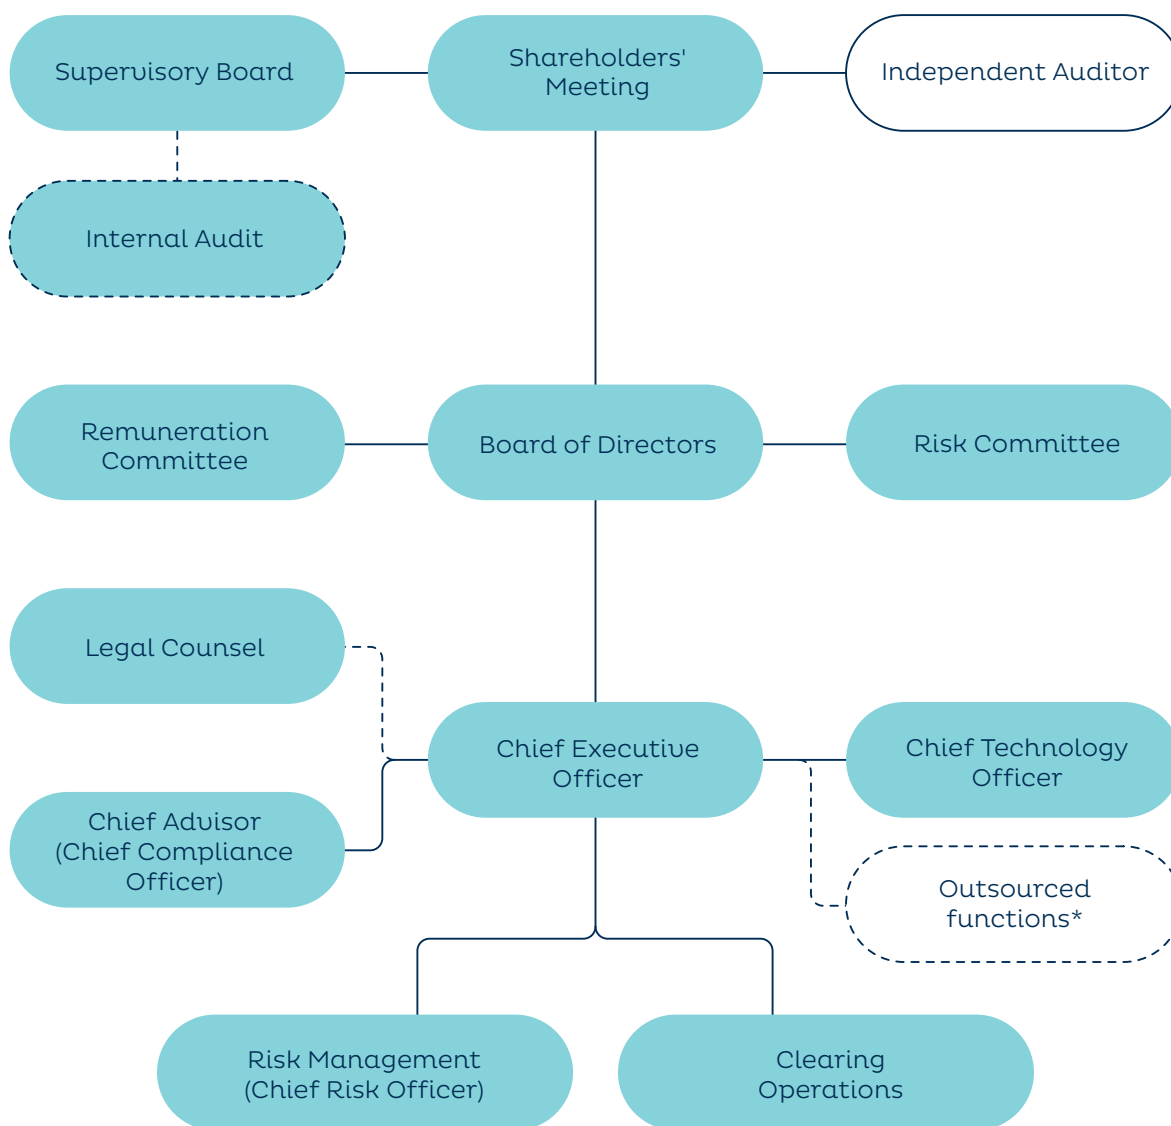 Supervisory Board
Shareholders'
Meeting
Independent Auditor
Internal Audit
Remuneration
Committee
Board of Directors
Risk Committee
Legal Counsel
Chief Executive
Officer
Chief Technology
Officer
Chief Advisor
(Chief Compliance
Officer)
Outsourced
functions*
Risk Management
(Chief Risk Officer)
Clearing
Operations